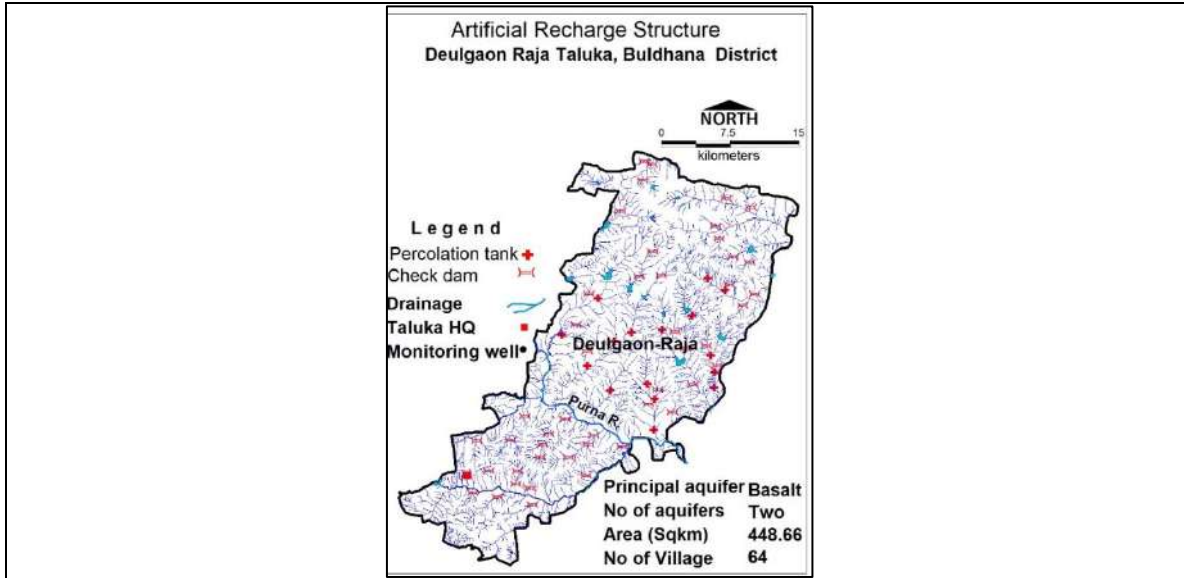 Artificial Recharge Structure
Deulgaon Raja Taluka, Buldhana District
NORTH
0 7.5 15
kilometers
Legend
Percolation tank
Check dam
Drainage
Taluka HQ
Monitoring well
Deulgaon-Raja
Purna R.
Principal aquifer Basalt
No of aquifers Two
Area (Sqkm) 448.66
No of Village 64